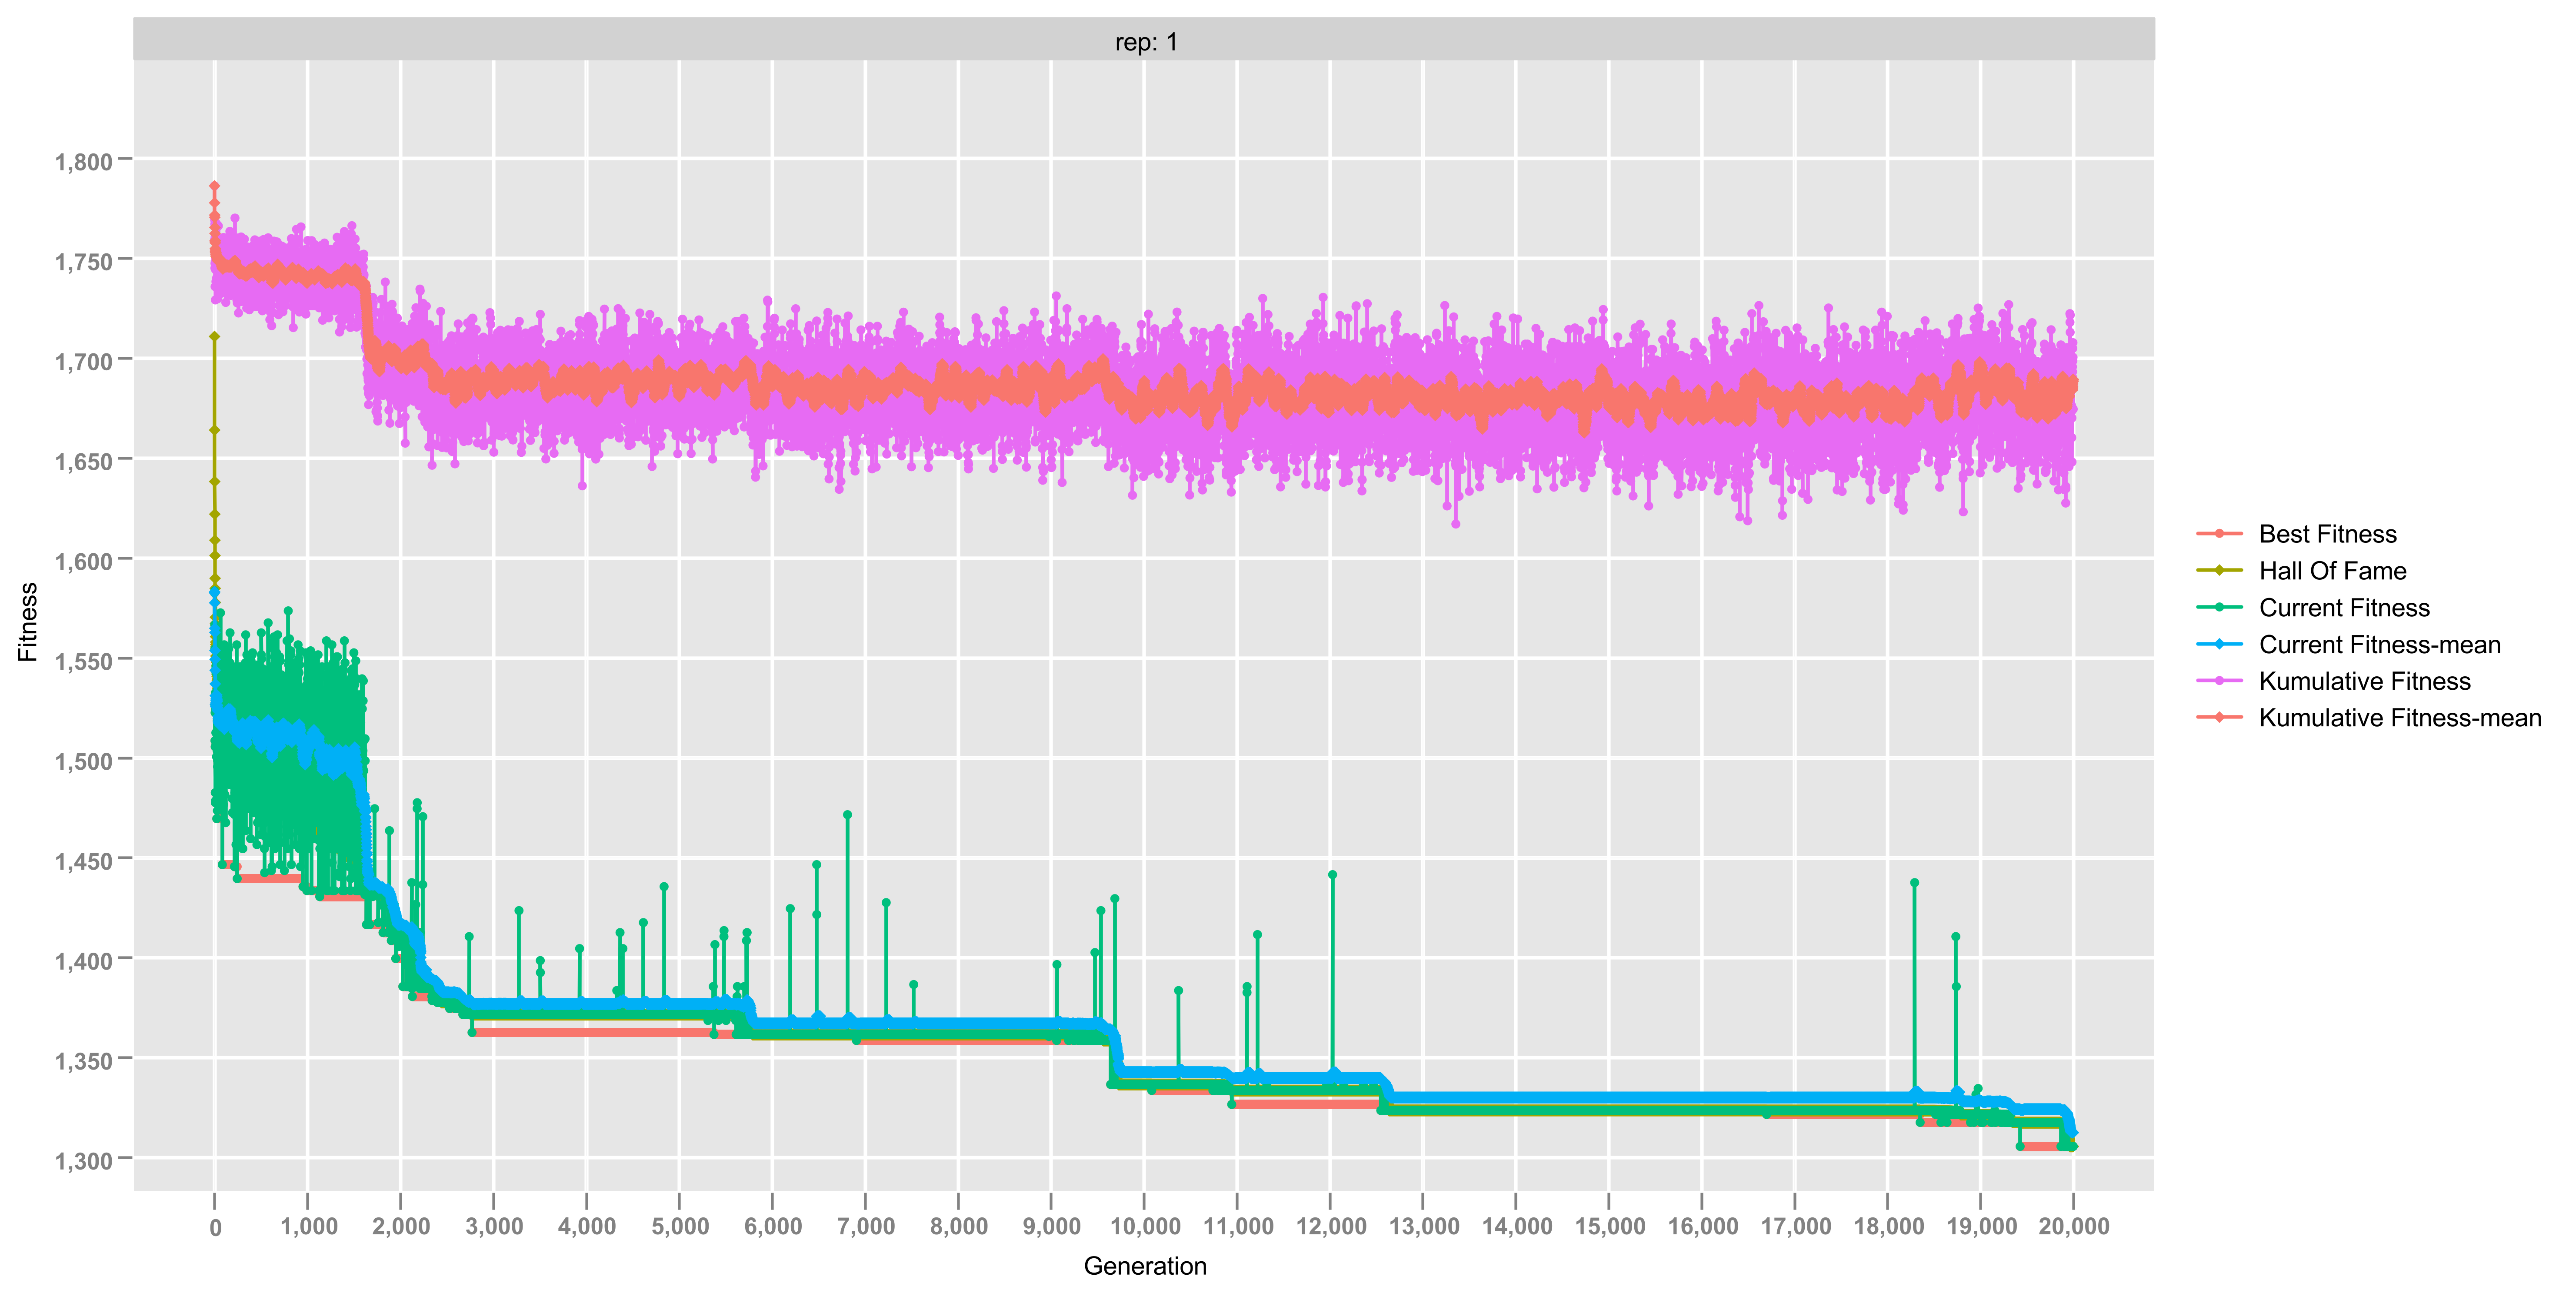 rep: 1
1,800
1,750
1,700
1,650
1,600
1,550
1,500
1,450
1,400
1,350
1,300
Fitness
0 1,000 2,000 3,000 4,000 5,000 6,000 7,000 8,000 9,000 10,000 11,000 12,000 13,000 14,000 15,000 16,000 17,000 18,000 19,000 20,000
Generation
Best Fitness
Hall Of Fame
Current Fitness
Current Fitness-mean
Kumulative Fitness
Kumulative Fitness-mean